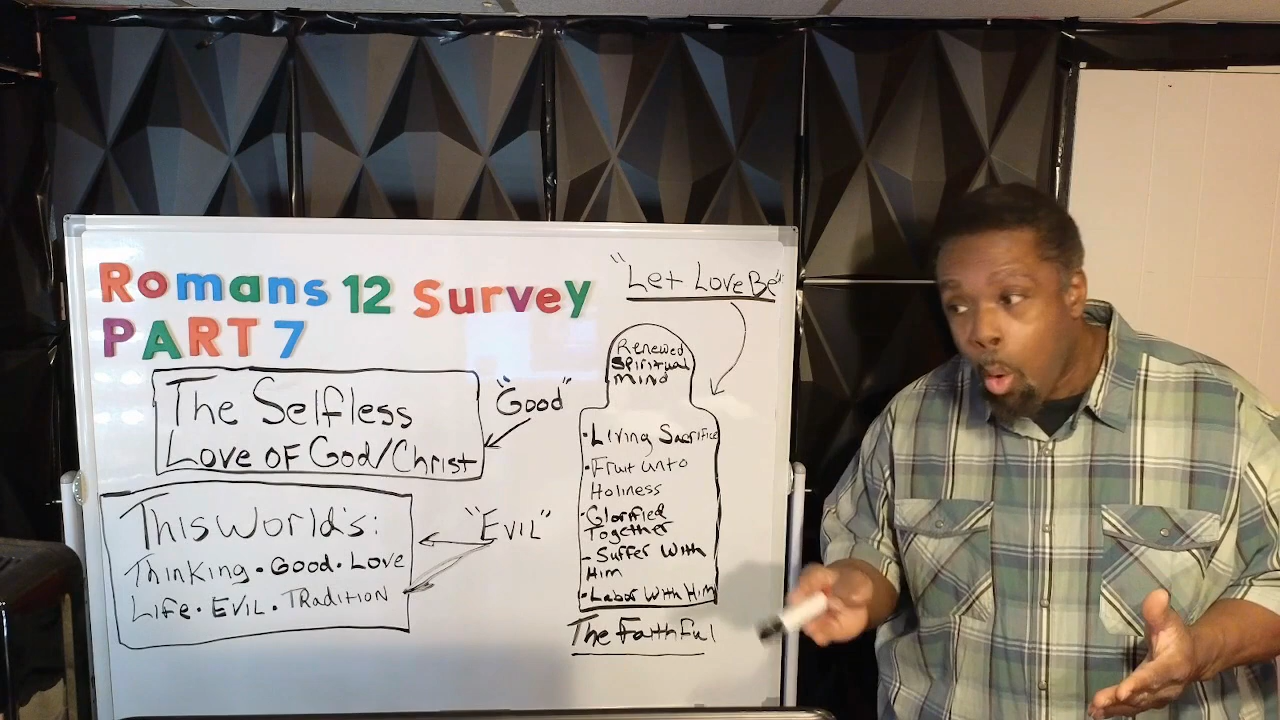 Romans 12 Survey
PART 7
The Selfless
Love of God/Christ
"Good"
This World's:
Thinking • Good • Love
Life • Evil • Tradition
"Evil"
"Let Love Be"
Renewed
Spiritual
Mind
• Living Sacrifice
• Fruit unto
Holiness
• Glorified
Together
- Suffer With
Him
• Labor With Him
The Faithful